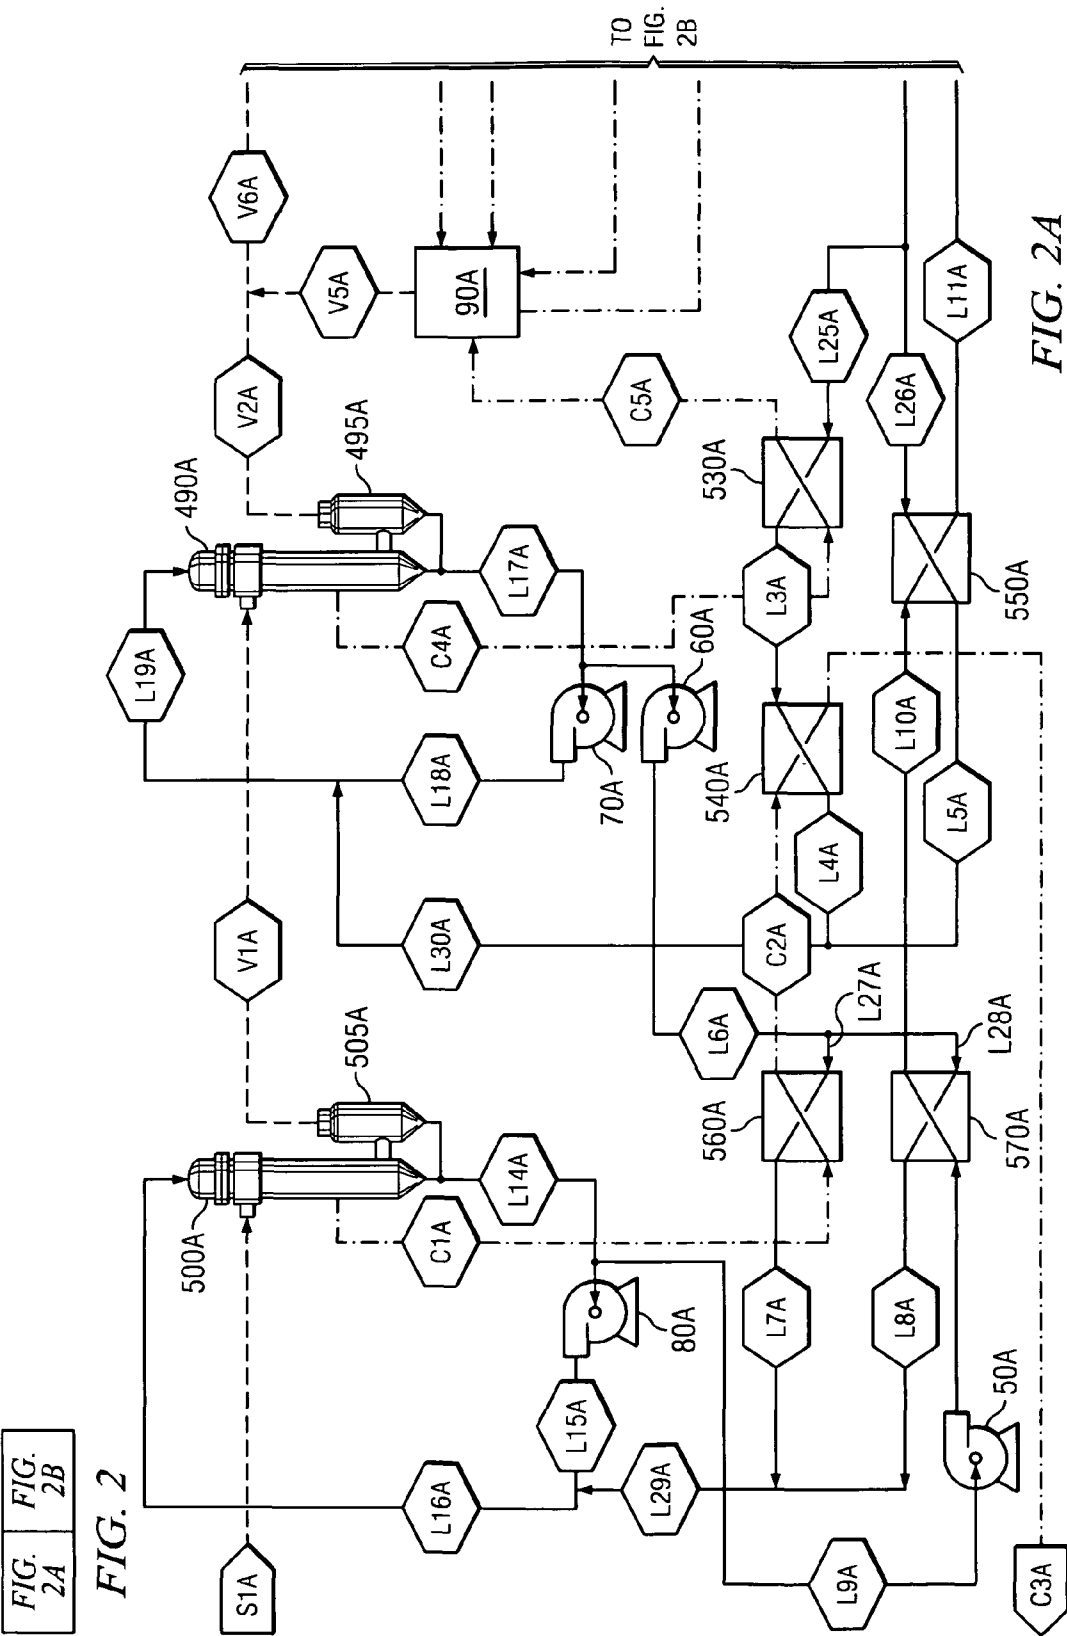 FIG. 2A
FIG. 2B
FIG. 2
S1A
500A
505A
V1A
490A
495A
V2A
V6A
TO FIG. 2B
L19A
L16A
C1A
L14A
L30A
L18A
C4A
L17A
V5A
90A
L15A
80A
70A
60A
C5A
L29A
L6A
L7A
560A
L27A
C2A
540A
L4A
L3A
530A
L25A
L9A
L8A
570A
L28A
L10A
L26A
50A
L5A
550A
L11A
C3A
FIG. 2A